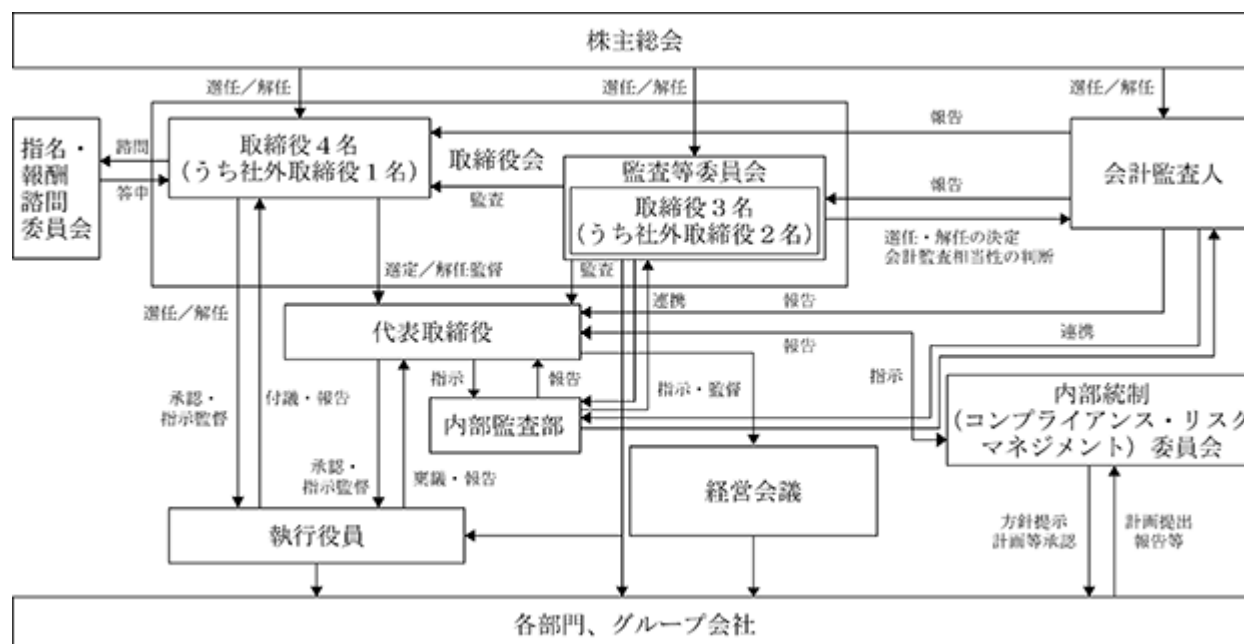 株主総会
選任／解任
選任／解任
選任／解任
指名・
報酬
諮問
委員会
諮問
答申
取締役４名
（うち社外取締役１名）
取締役会
監査
監査等委員会
取締役３名
（うち社外取締役２名）
報告
報告
会計監査人
選任・解任の決定
会計監査相当性の判断
選定／解任監督
監査
連携
報告
選任／解任
代表取締役
報告
連携
指示
報告
指示・監督
指示
承認・
指示監督
付議・報告
内部監査部
内部統制
（コンプライアンス・リスク
マネジメント）委員会
承認・
指示監督
稟議・報告
経営会議
執行役員
方針提示
計画等承認
計画提出
報告等
各部門、グループ会社